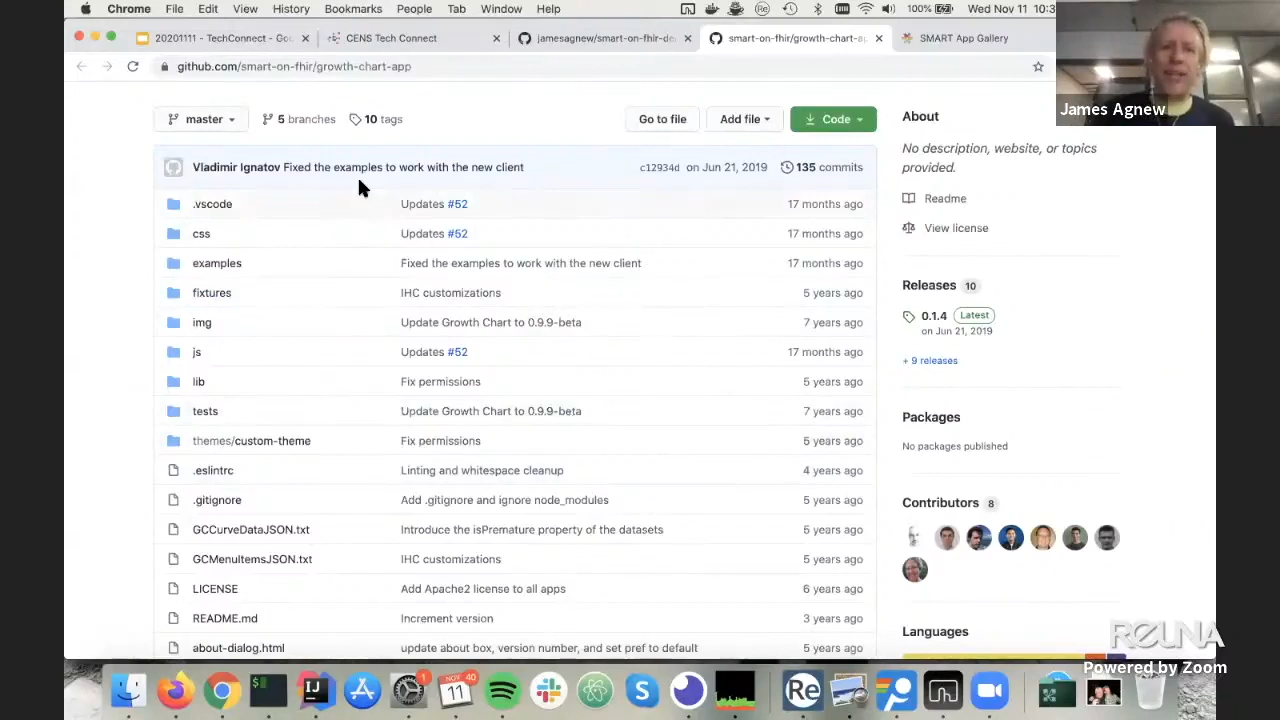 Chrome File Edit View History Bookmarks People Tab Window Help 100% Wed Nov 11 10:3
20201111 - TechConnect - Goo
CENS Tech Connect
jamesagnew/smart-on-fhir-de
smart-on-fhir/growth-chart-ap
SMART App Gallery
github.com/smart-on-fhir/growth-chart-app
James Agnew
master 5 branches 10 tags Go to file Add file Code
Vladimir Ignatov Fixed the examples to work with the new client c12934d on Jun 21, 2019 135 commits
.vscode Updates #52 17 months ago
css Updates #52 17 months ago
examples Fixed the examples to work with the new client 17 months ago
fixtures IHC customizations 5 years ago
img Update Growth Chart to 0.9.9-beta 7 years ago
js Updates #52 17 months ago
lib Fix permissions 5 years ago
tests Update Growth Chart to 0.9.9-beta 7 years ago
themes/custom-theme Fix permissions 5 years ago
.eslintrc Linting and whitespace cleanup 4 years ago
.gitignore Add .gitignore and ignore node_modules 5 years ago
GCCurveDataJSON.txt Introduce the isPremature property of the datasets 5 years ago
GCMenuItemsJSON.txt IHC customizations 5 years ago
LICENSE Add Apache2 license to all apps 6 years ago
README.md Increment version 3 years ago
about-dialog.html update about box, version number, and set pref to default 5 years ago
About
No description, website, or topics
provided.
Readme
View license
Releases 10
0.1.4 Latest
on Jun 21, 2019
+ 9 releases
Packages
No packages published
Contributors 8
Languages
REUNA
Powered by Zoom
$
IJ
1
NOV 40
11
S
Re